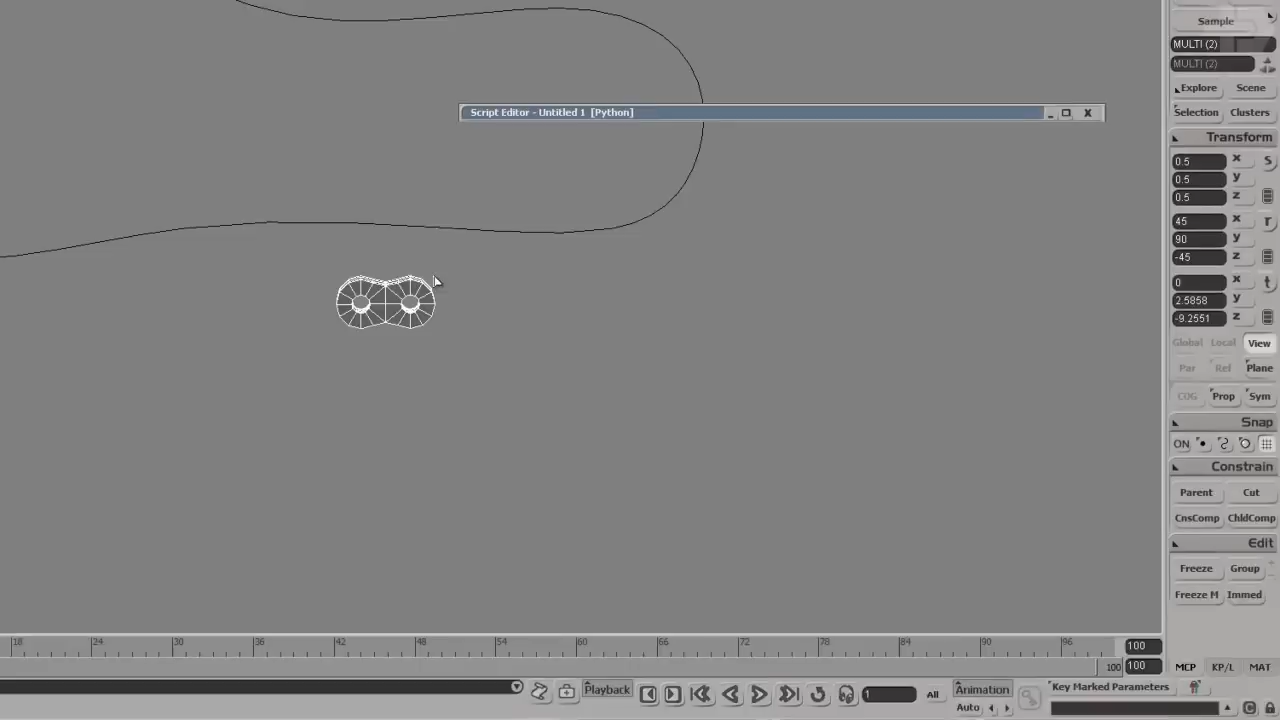 Sample
MULTI (2)
MULTI (2)
Explore Scene
Script Editor - Untitled 1 [Python]
Selection Clusters
Transform
0.5 x s
0.5 y
0.5 z
45 x r
90 y
-45 z
0 x t
2.5858 y
-9.2551 z
Global Local View
Par Ref Plane
COG Prop Sym
Snap
ON
Constrain
Parent Cut
CnsComp ChldComp
Edit
Freeze Group
Freeze M Immed
18 24 30 36 42 48 54 60 66 72 78 84 90 96 100
100 100
MCP KP/L MAT
Playback 1 All Animation Key Marked Parameters
Auto